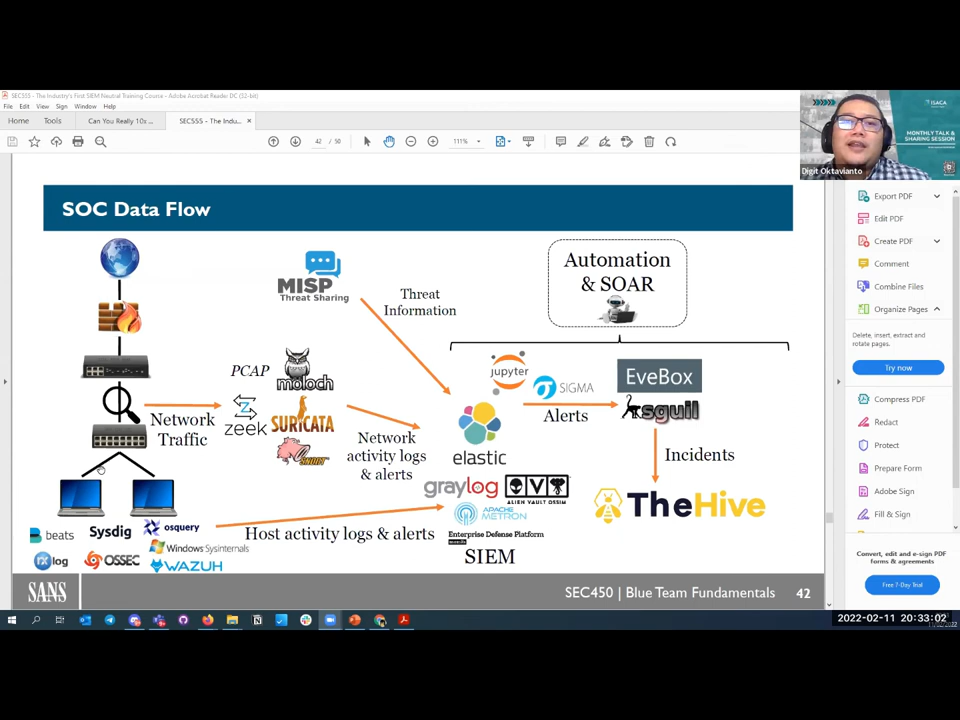 SEC555 - The Industry's First SIEM Neutral Training Course - Adobe Acrobat Reader DC (32-bit)
File Edit View Sign Window Help
Home Tools Can You Really 10x ... SEC555 - The Indu... ×
42 / 50 111%
ISACA
MONTHLY TALK &
SHARING SESSION
Digit Oktavianto
SOC Data Flow
MISP
Threat Sharing
Threat
Information
Automation
& SOAR
PCAP
moloch
Network
Traffic
zeek
SURICATA
SNORT
Network
activity logs
& alerts
jupyter
SIGMA
Alerts
EveBox
sguil
elastic
Incidents
graylog
ALIEN VAULT OSSIM
APACHE
METRON
Enterprise Defense Platform
SIEM
TheHive
beats
Sysdig
osquery
Host activity logs & alerts
Windows Sysinternals
nxlog
OSSEC
WAZUH
SANS
SEC450 | Blue Team Fundamentals 42
Export PDF
Edit PDF
Create PDF
Comment
Combine Files
Organize Pages
Delete, insert, extract and
rotate pages.
Try now
Compress PDF
Redact
Protect
Prepare Form
Adobe Sign
Fill & Sign
Convert, edit and e-sign PDF
forms & agreements
Free 7-Day Trial
2022-02-11 20:33:02